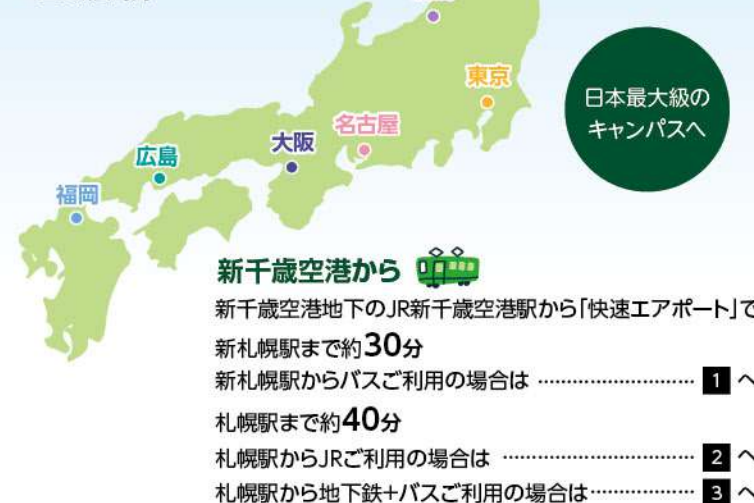 東京
日本最大級の
キャンパスへ
名古屋
大阪
広島
福岡
新千歳空港から
新千歳空港地下のJR新千歳空港駅から「快速エアポート」で
新札幌駅まで約30分
新札幌駅からバスご利用の場合は ………………………… 1 へ
札幌駅まで約40分
札幌駅からJRご利用の場合は ……………………………… 2 へ
札幌駅から地下鉄+バスご利用の場合は……………… 3 へ